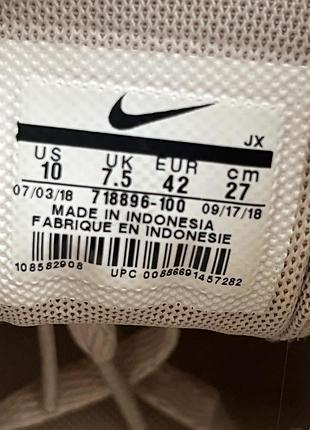 JX
US UK EUR cm
10 7.5 42 27
07/03/18 718896-100 09/17/18
MADE IN INDONESIA
FABRIQUE EN INDONESIE
108582908
UPC 00886691457282